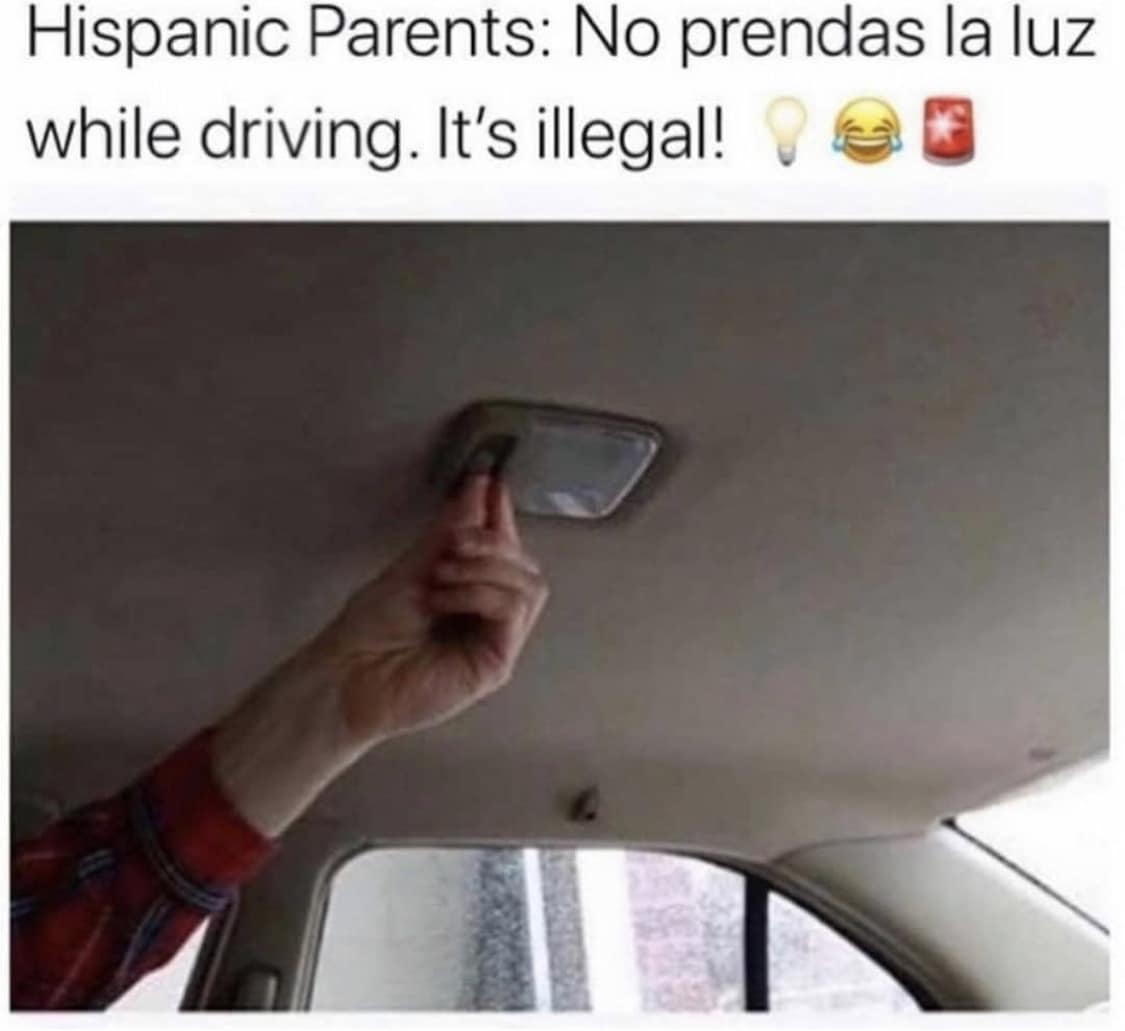 Hispanic Parents: No prendas la luz
while driving. It's illegal! 💡😂🚨